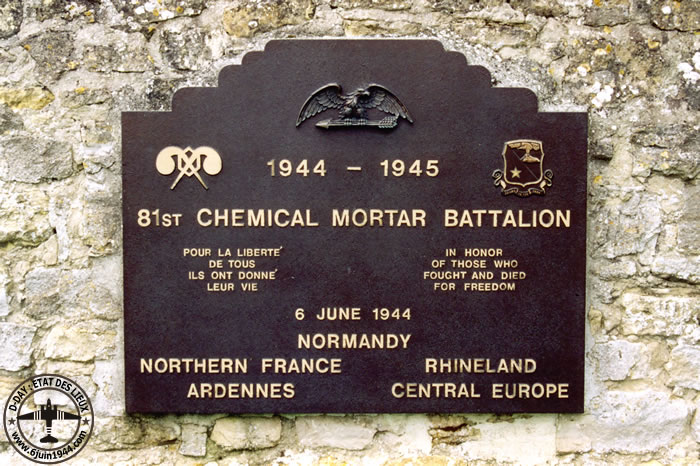 1944 – 1945
81ST CHEMICAL MORTAR BATTALION
POUR LA LIBERTÉ
DE TOUS
ILS ONT DONNÉ
LEUR VIE
IN HONOR
OF THOSE WHO
FOUGHT AND DIED
FOR FREEDOM
6 JUNE 1944
NORMANDY
NORTHERN FRANCE
ARDENNES
RHINELAND
CENTRAL EUROPE
D-DAY : ETAT DES LIEUX
www.6juin1944.com